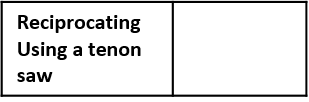 Reciprocating
Using a tenon
saw